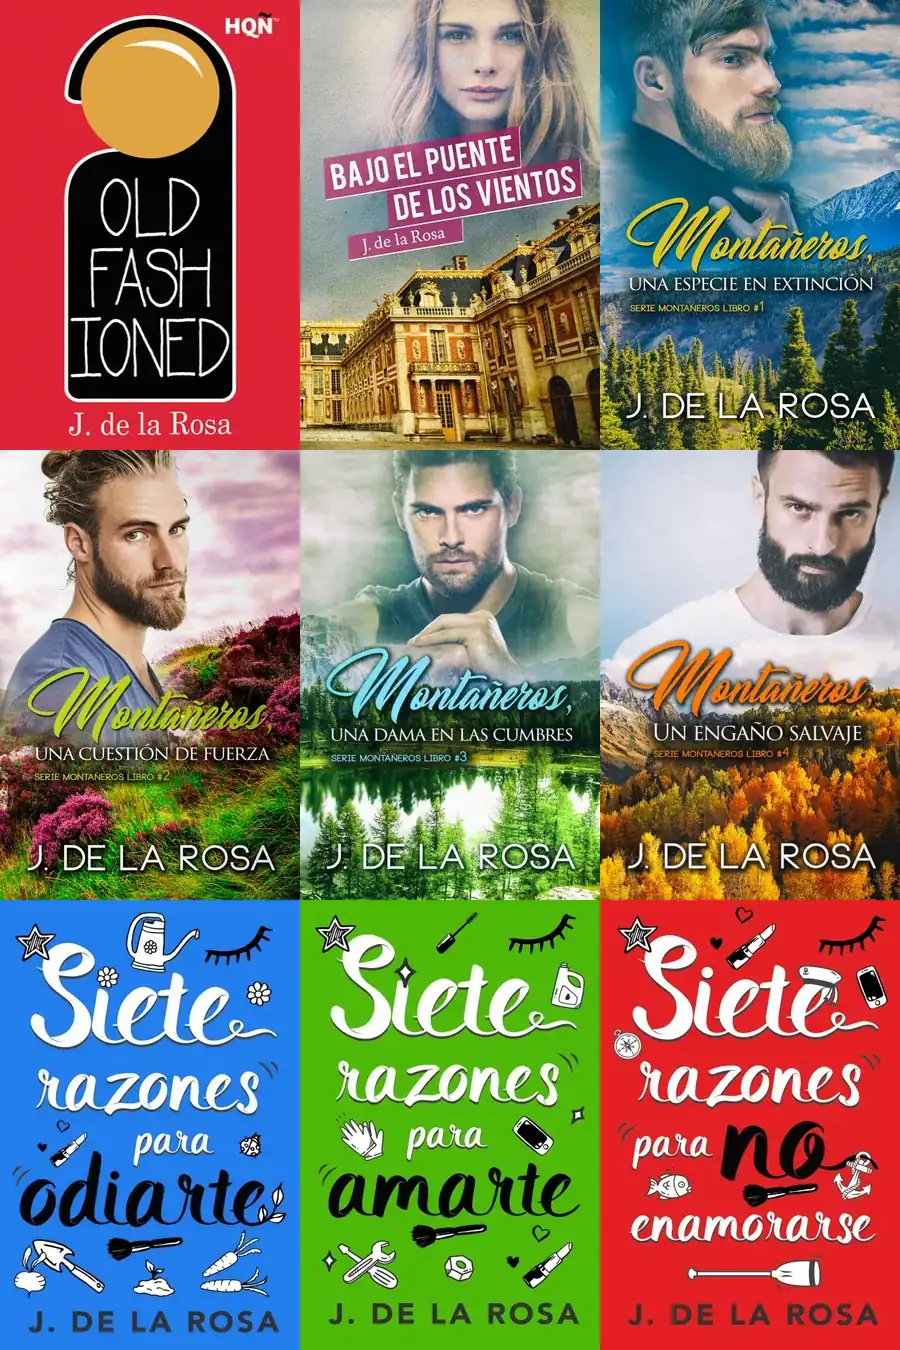 HQÑ
OLD
FASH
IONED
J. de la Rosa
BAJO EL PUENTE
DE LOS VIENTOS
J. de la Rosa
Montañeros,
UNA ESPECIE EN EXTINCIÓN
SERIE MONTAÑEROS LIBRO #1
J. DE LA ROSA
Montañeros,
UNA CUESTIÓN DE FUERZA
SERIE MONTAÑEROS LIBRO #2
J. DE LA ROSA
Montañeros,
UNA DAMA EN LAS CUMBRES
SERIE MONTAÑEROS LIBRO #3
J. DE LA ROSA
Montañeros,
UN ENGAÑO SALVAJE
SERIE MONTAÑEROS LIBRO #4
J. DE LA ROSA
Siete
razones
para
odiarte
J. DE LA ROSA
Siete
razones
para
amarte
J. DE LA ROSA
Siete
razones
para no
enamorarse
J. DE LA ROSA